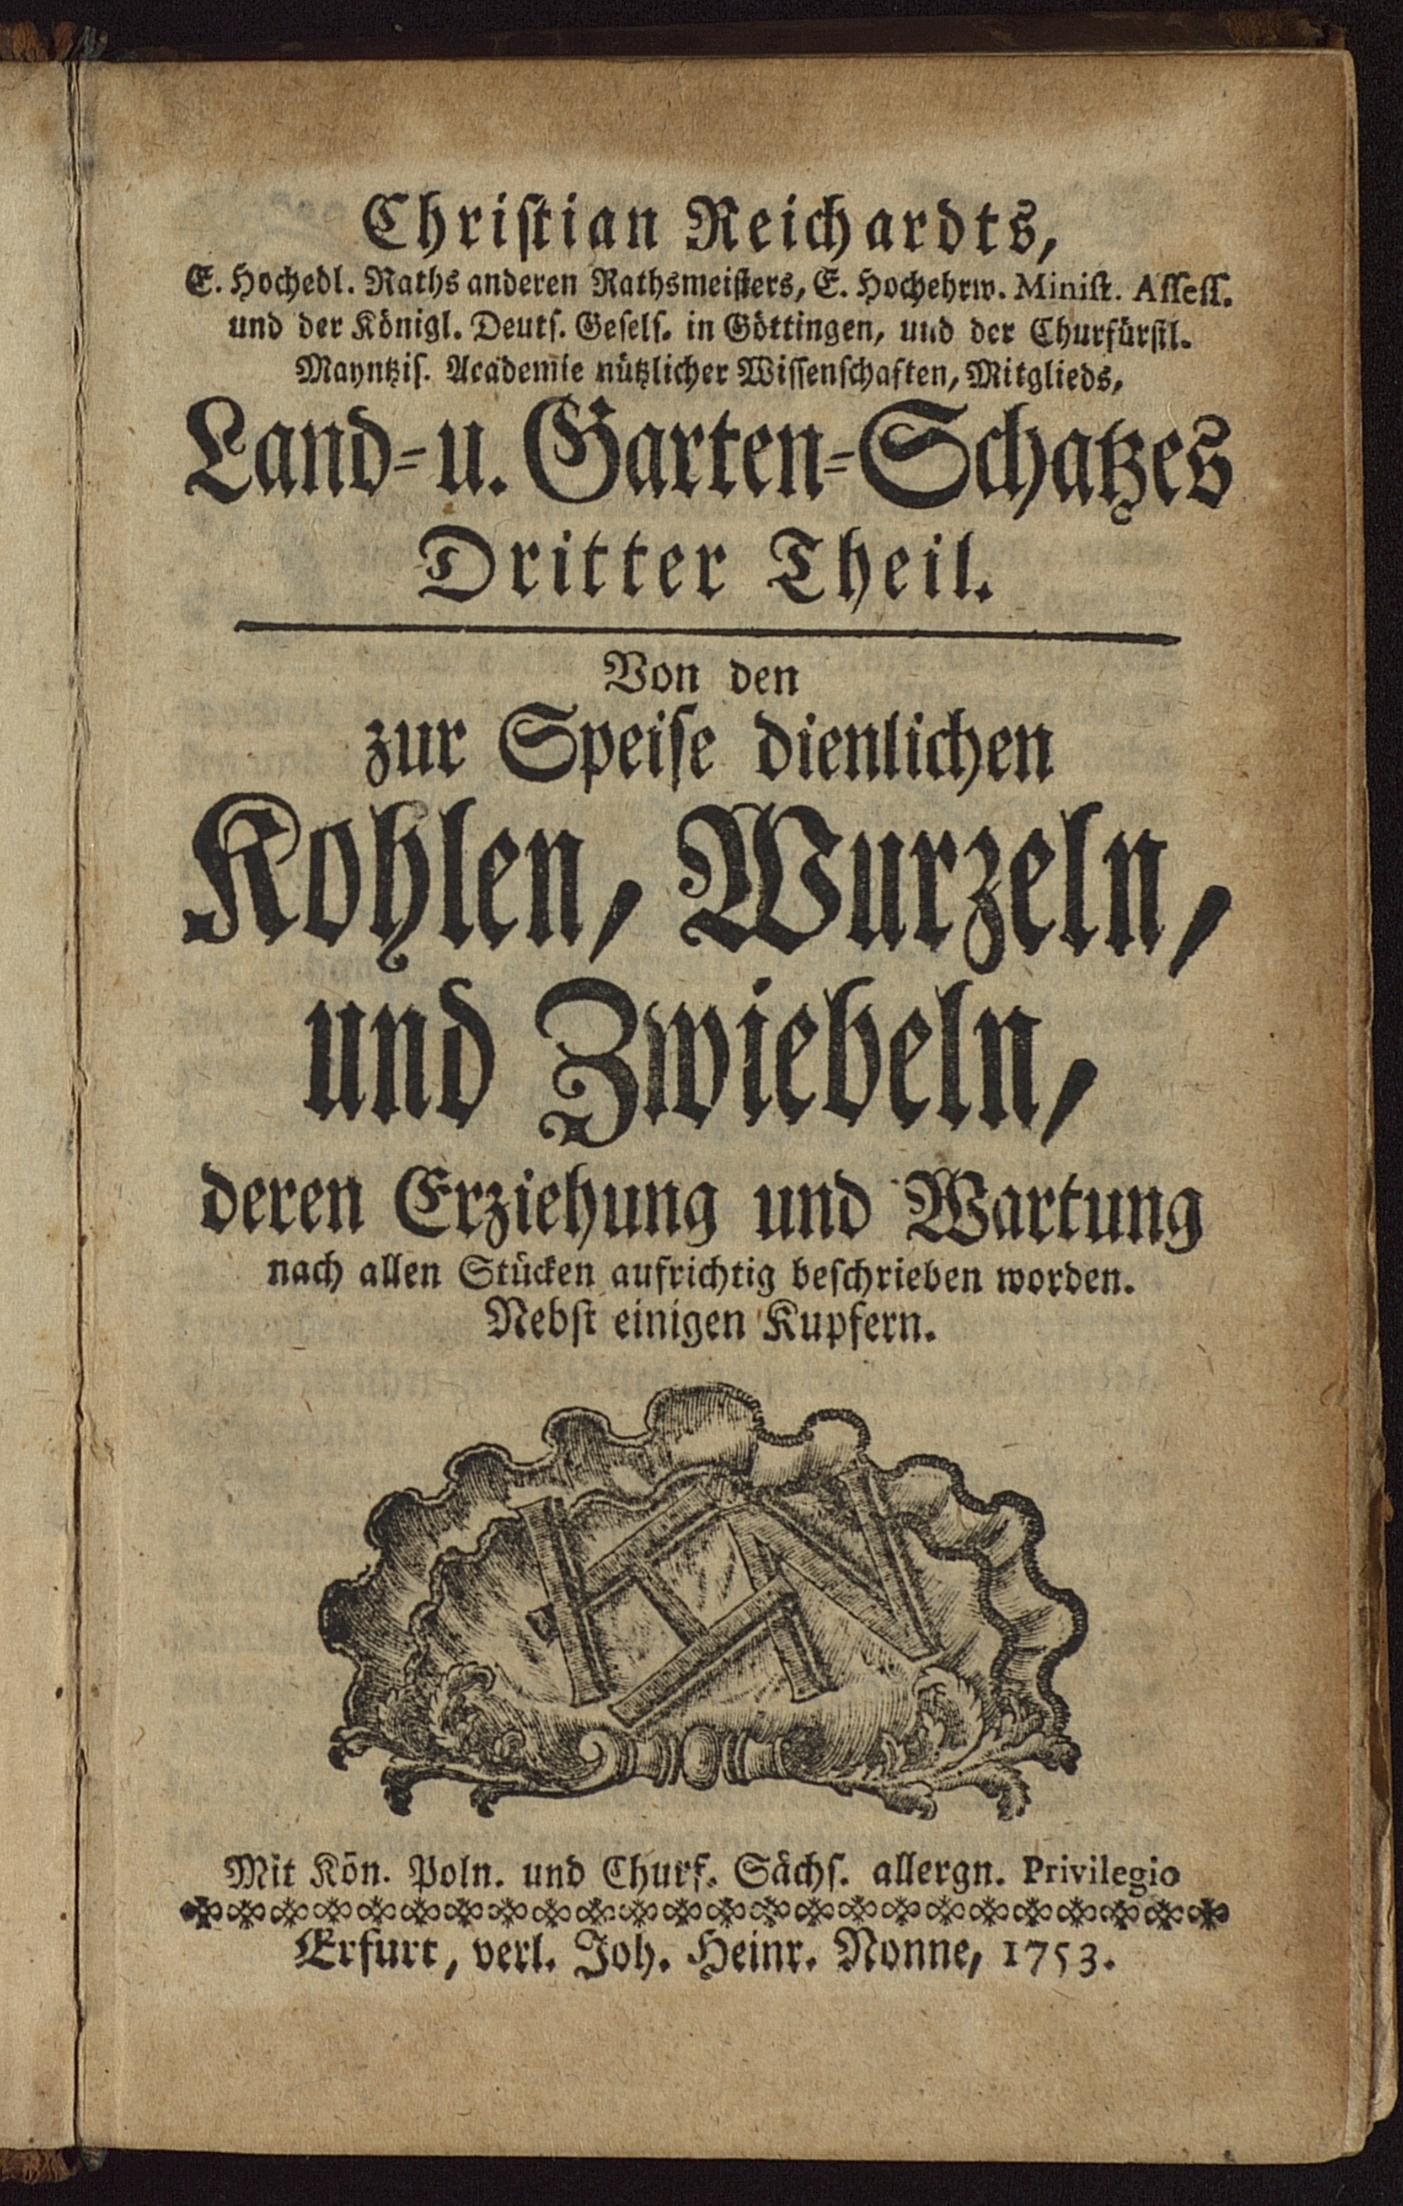 Christian Reichardts,
E. Hochedl. Raths anderen Rathsmeisters, E. Hochehrw. Minist. Assess.
und der Königl. Deuts. Gesels. in Göttingen, und der Churfürstl.
Mayntzis. Academie nützlicher Wissenschaften, Mitglieds,
Land- u. Garten-Schatzes
Dritter Theil.
Von den
zur Speise dienlichen
Kohlen, Wurzeln,
und Zwiebeln,
deren Erziehung und Wartung
nach allen Stücken aufrichtig beschrieben worden.
Nebst einigen Kupfern.
Mit Kön. Poln. und Churf. Sächs. allergn. Privilegio
Erfurt, verl. Joh. Heinr. Nonne, 1753.